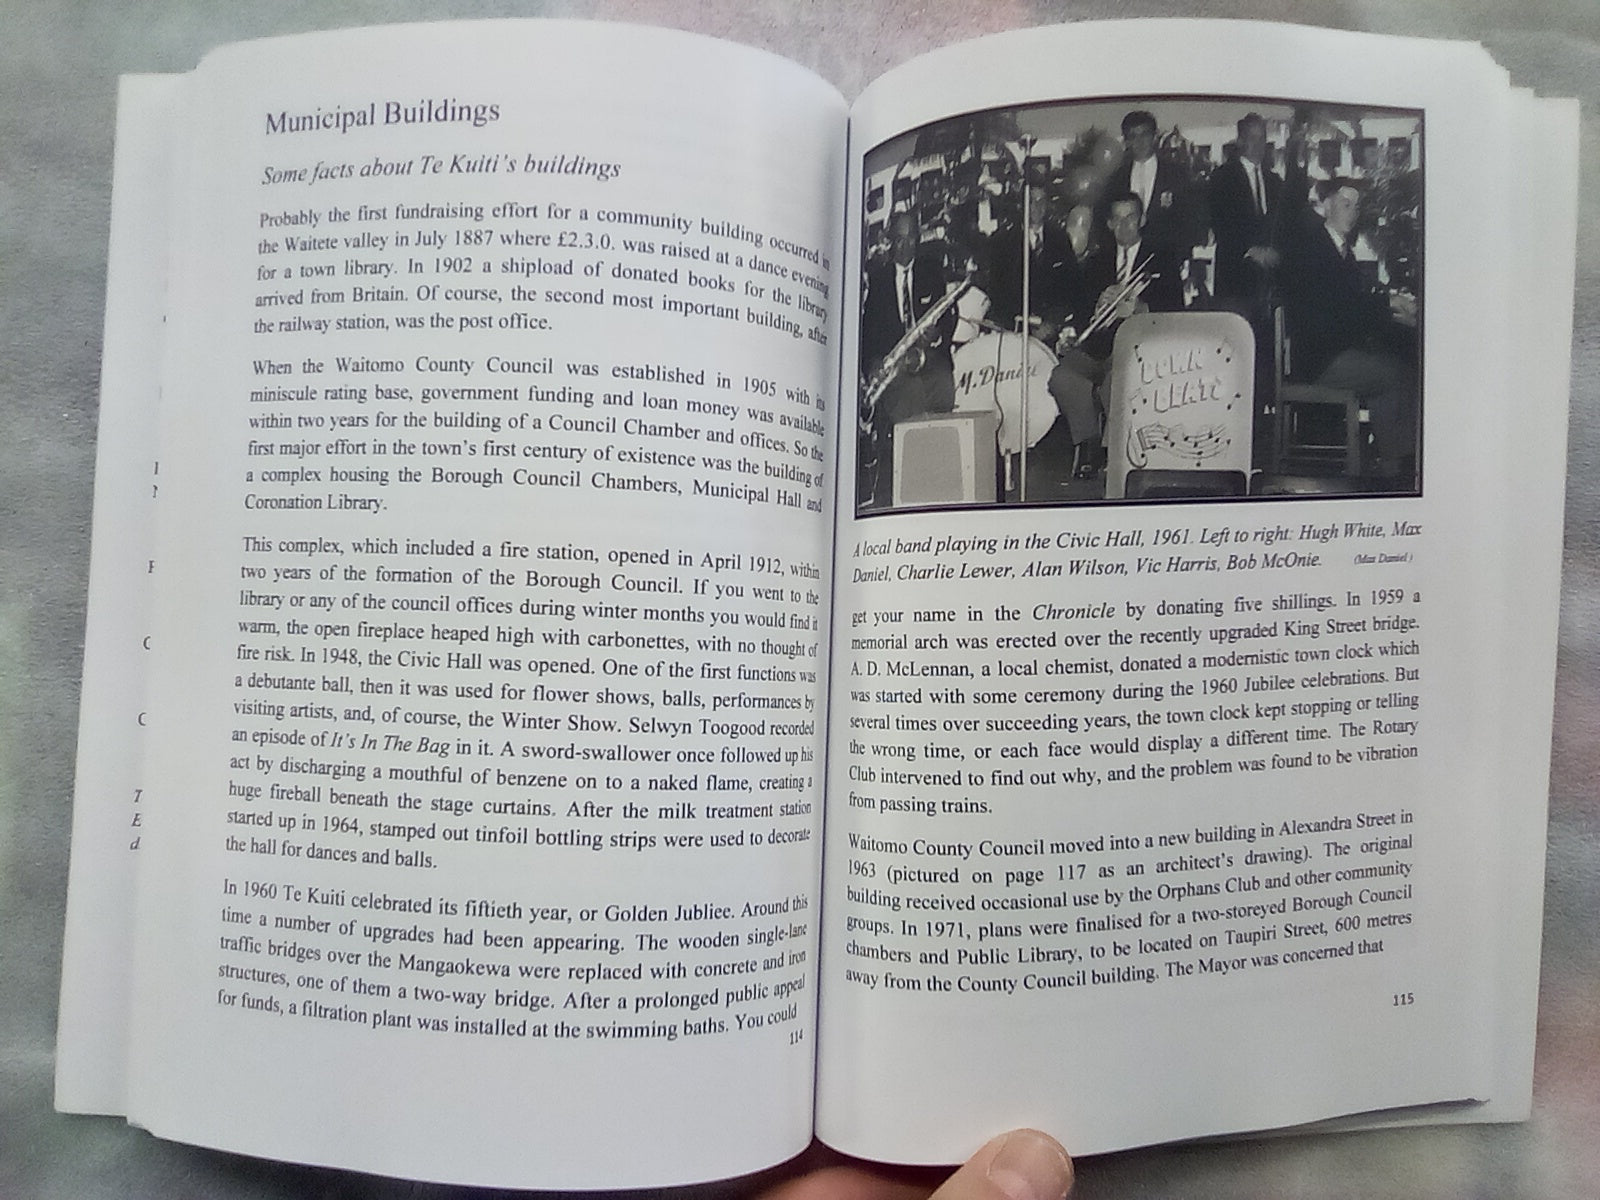 Municipal Buildings
Some facts about Te Kuiti's buildings
Probably the first fundraising effort for a community building occurred in
the Waitete valley in July 1887 where £2.3.0. was raised at a dance evening
for a town library. In 1902 a shipload of donated books for the library
arrived from Britain. Of course, the second most important building, after
the railway station, was the post office.
When the Waitomo County Council was established in 1905 with its
miniscule rating base, government funding and loan money was available
within two years for the building of a Council Chamber and offices. So the
first major effort in the town's first century of existence was the building of
a complex housing the Borough Council Chambers, Municipal Hall and
Coronation Library.
This complex, which included a fire station, opened in April 1912, within
two years of the formation of the Borough Council. If you went to the
library or any of the council offices during winter months you would find it
warm, the open fireplace heaped high with carbonettes, with no thought of
fire risk. In 1948, the Civic Hall was opened. One of the first functions was
a debutante ball, then it was used for flower shows, balls, performances by
visiting artists, and, of course, the Winter Show. Selwyn Toogood recorded
an episode of It's In The Bag in it. A sword-swallower once followed up his
act by discharging a mouthful of benzene on to a naked flame, creating a
huge fireball beneath the stage curtains. After the milk treatment station
started up in 1964, stamped out tinfoil bottling strips were used to decorate
the hall for dances and balls.
In 1960 Te Kuiti celebrated its fiftieth year, or Golden Jubliee. Around this
time a number of upgrades had been appearing. The wooden single-lane
traffic bridges over the Mangaokewa were replaced with concrete and iron
structures, one of them a two-way bridge. After a prolonged public appeal
for funds, a filtration plant was installed at the swimming baths. You could
114
M. Daniel
A local band playing in the Civic Hall, 1961. Left to right: Hugh White, Max
Daniel, Charlie Lewer, Alan Wilson, Vic Harris, Bob McOnie. (Max Daniel)
get your name in the Chronicle by donating five shillings. In 1959 a
memorial arch was erected over the recently upgraded King Street bridge.
A. D. McLennan, a local chemist, donated a modernistic town clock which
was started with some ceremony during the 1960 Jubilee celebrations. But
several times over succeeding years, the town clock kept stopping or telling
the wrong time, or each face would display a different time. The Rotary
Club intervened to find out why, and the problem was found to be vibration
from passing trains.
Waitomo County Council moved into a new building in Alexandra Street in
1963 (pictured on page 117 as an architect's drawing). The original
building received occasional use by the Orphans Club and other community
groups. In 1971, plans were finalised for a two-storeyed Borough Council
chambers and Public Library, to be located on Taupiri Street, 600 metres
away from the County Council building. The Mayor was concerned that
115